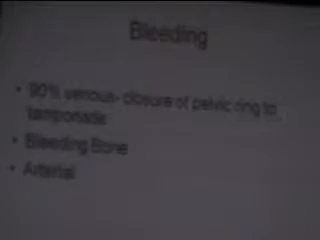 Bleeding
• 90% venous- closure of pelvic ring to
tamponade
• Bleeding Bone
• Arterial